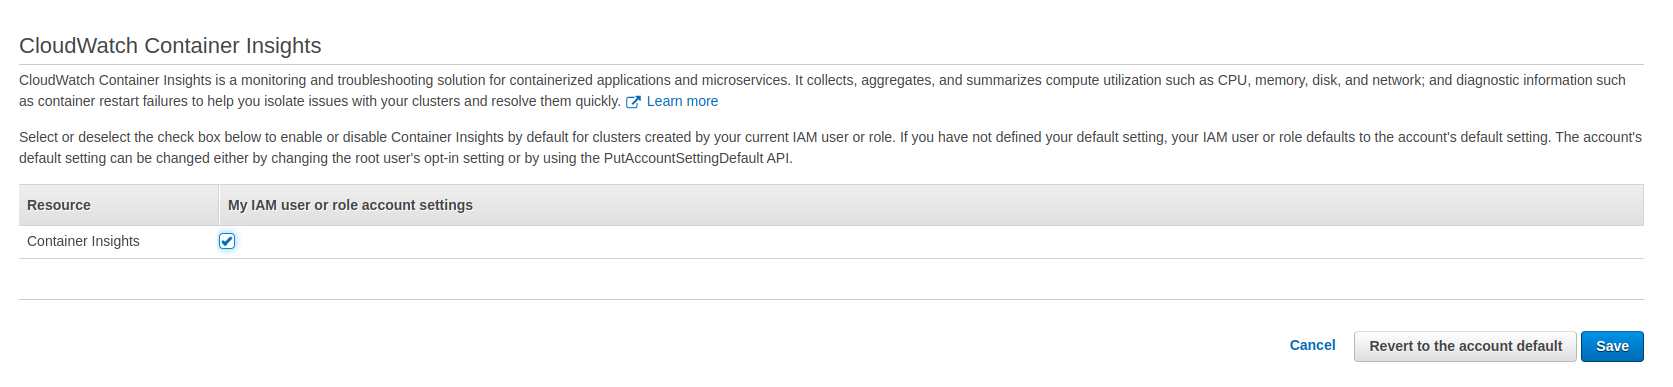 CloudWatch Container Insights
CloudWatch Container Insights is a monitoring and troubleshooting solution for containerized applications and microservices. It collects, aggregates, and summarizes compute utilization such as CPU, memory, disk, and network; and diagnostic information such
as container restart failures to help you isolate issues with your clusters and resolve them quickly. Learn more
Select or deselect the check box below to enable or disable Container Insights by default for clusters created by your current IAM user or role. If you have not defined your default setting, your IAM user or role defaults to the account's default setting. The account's
default setting can be changed either by changing the root user's opt-in setting or by using the PutAccountSettingDefault API.
Resource My IAM user or role account settings
Container Insights
Cancel Revert to the account default Save